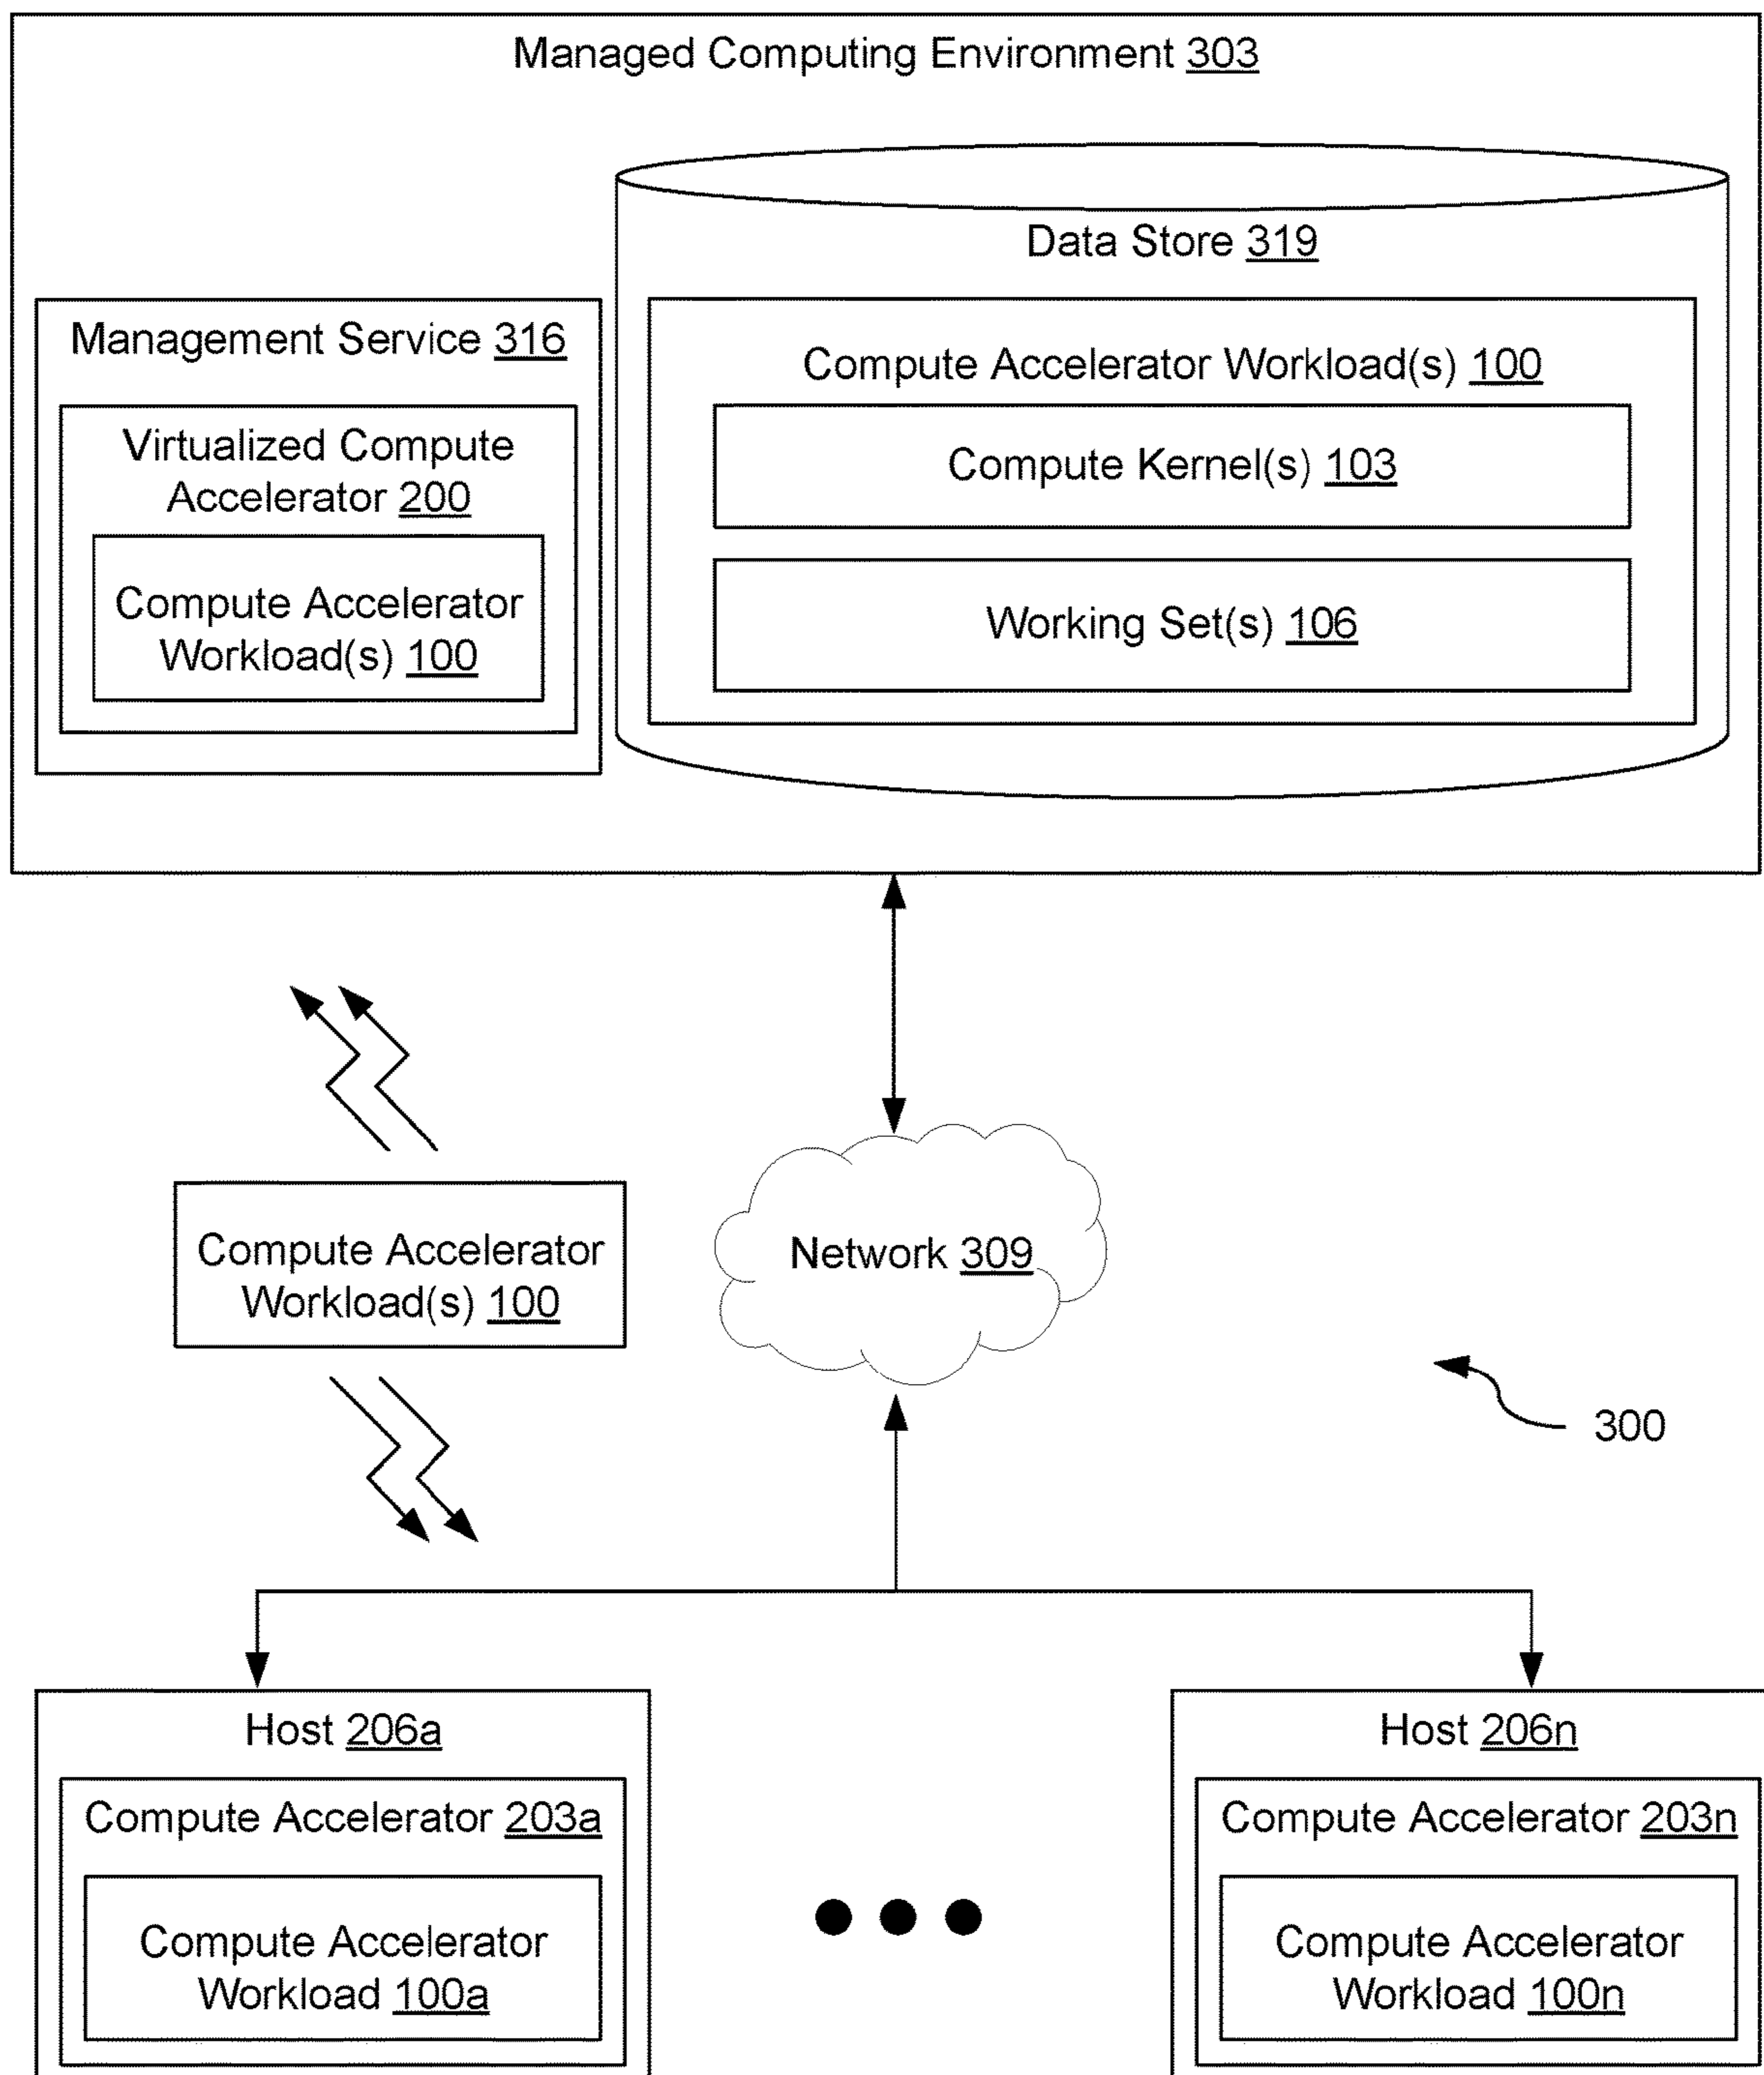 Managed Computing Environment 303
Data Store 319
Management Service 316
Virtualized Compute
Accelerator 200
Compute Accelerator
Workload(s) 100
Compute Accelerator Workload(s) 100
Compute Kernel(s) 103
Working Set(s) 106
Compute Accelerator
Workload(s) 100
Network 309
300
Host 206a
Compute Accelerator 203a
Compute Accelerator
Workload 100a
Host 206n
Compute Accelerator 203n
Compute Accelerator
Workload 100n